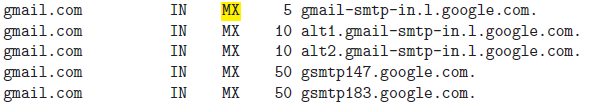 gmail.com IN MX 5 gmail-smtp-in.l.google.com.
gmail.com IN MX 10 alt1.gmail-smtp-in.l.google.com.
gmail.com IN MX 10 alt2.gmail-smtp-in.l.google.com.
gmail.com IN MX 50 gsmtp147.google.com.
gmail.com IN MX 50 gsmtp183.google.com.